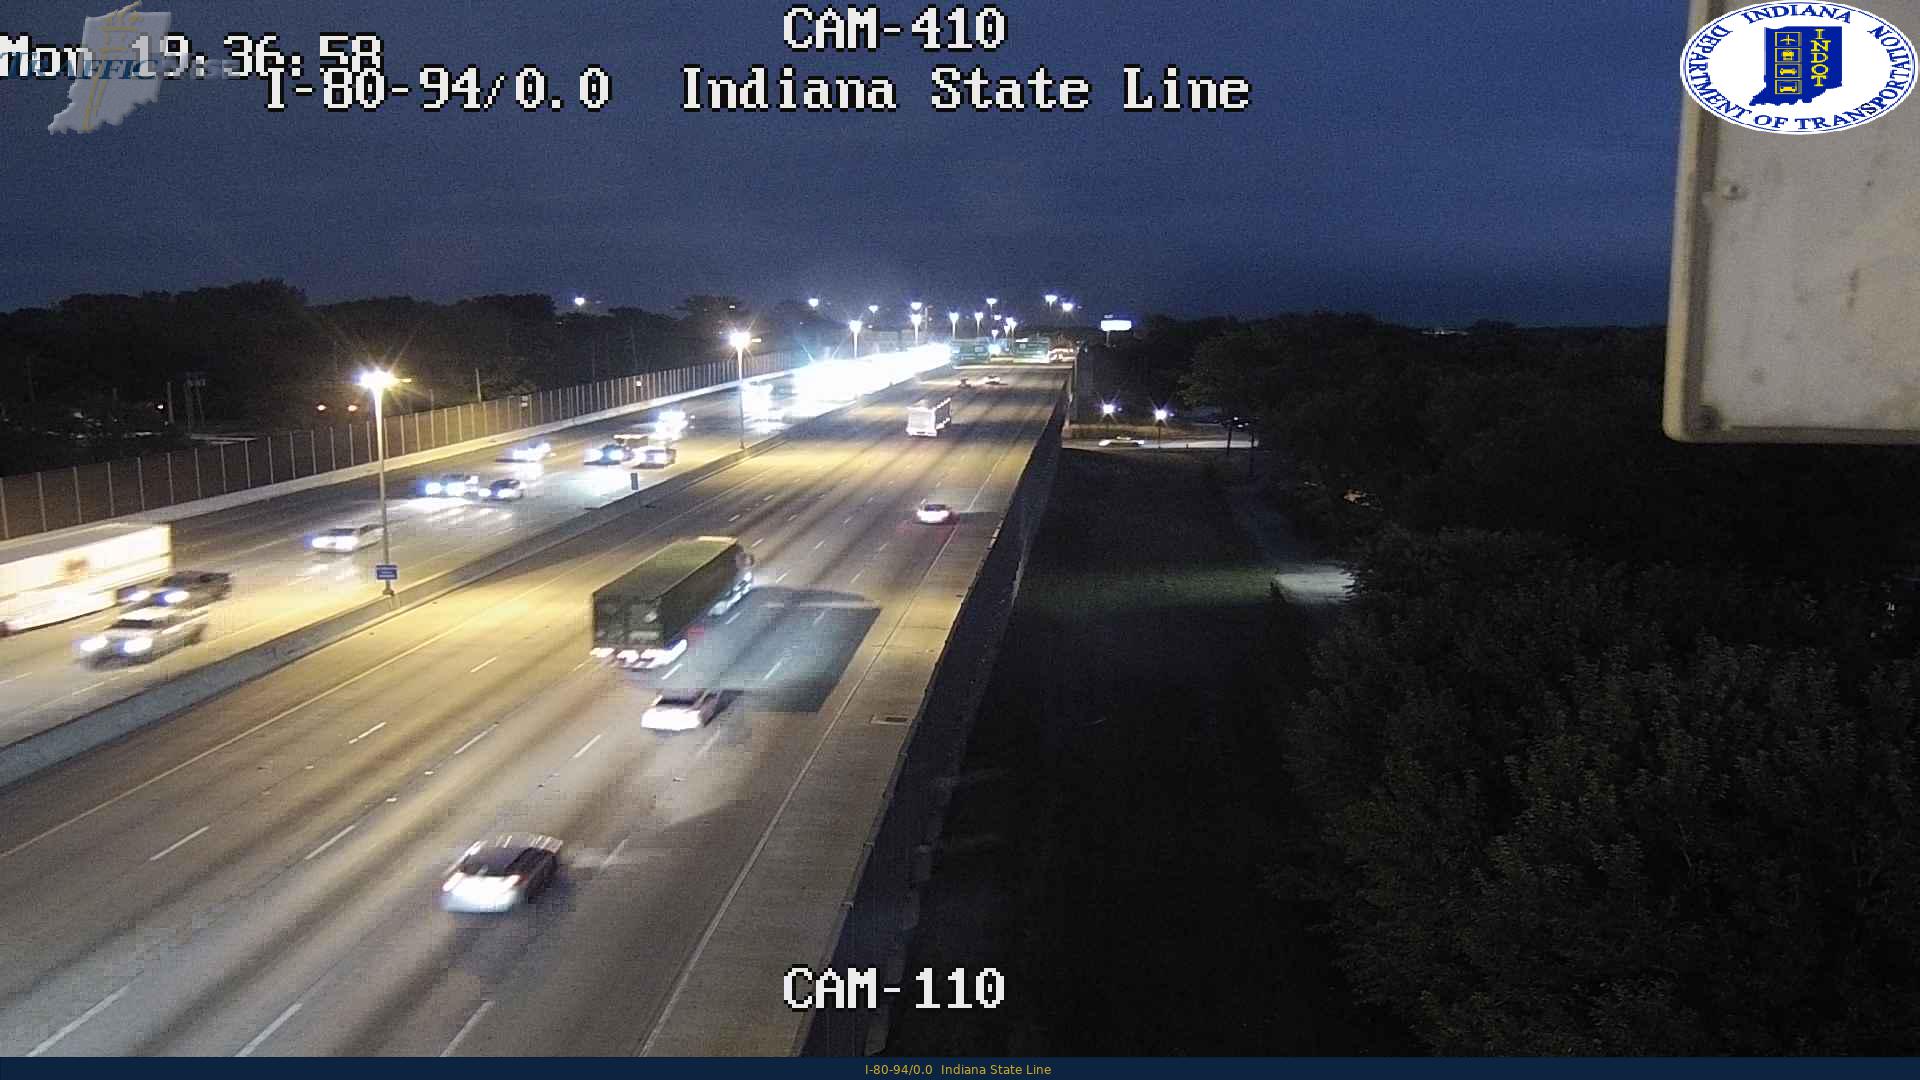 CAM-410
Mon 19:36:58
TRAFFICWISE
I-80-94/0.0 Indiana State Line
INDIANA
DEPARTMENT OF TRANSPORTATION
INDOT
CAM-110
I-80-94/0.0 Indiana State Line